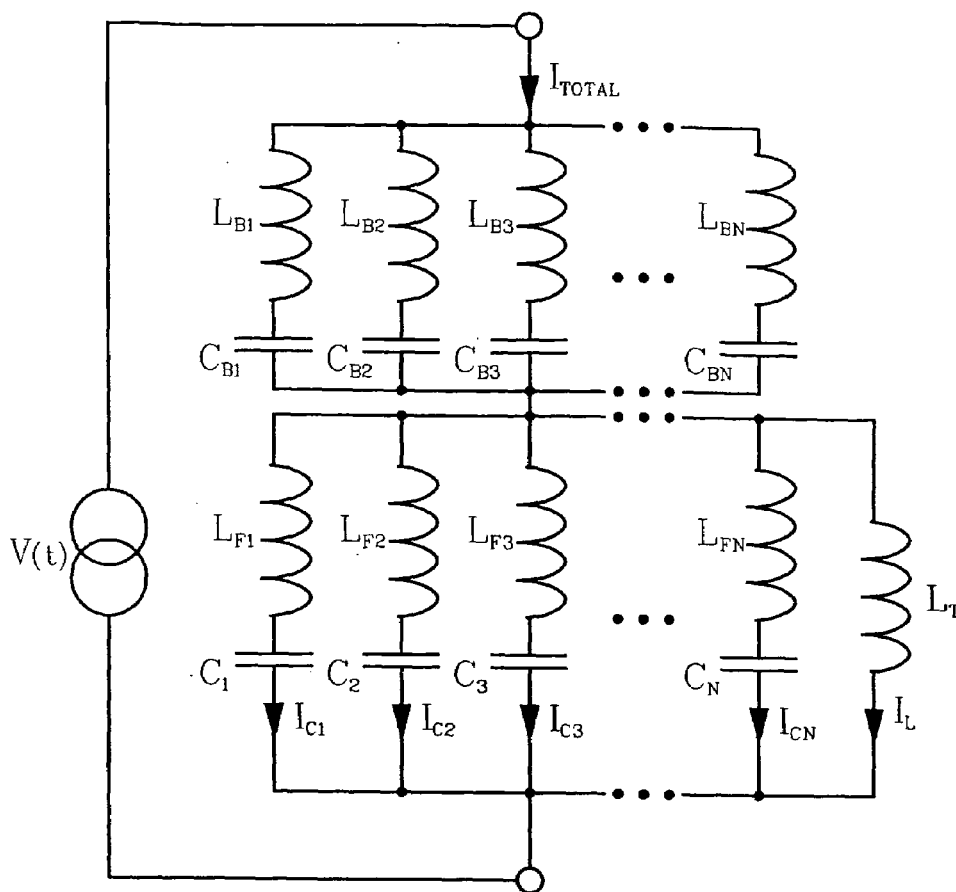 I_TOTAL
L_B1 L_B2 L_B3 L_BN
C_B1 C_B2 C_B3 C_BN
L_F1 L_F2 L_F3 L_FN
V(t)
L_T
C_1 C_2 C_3 C_N
I_C1 I_C2 I_C3 I_CN I_L